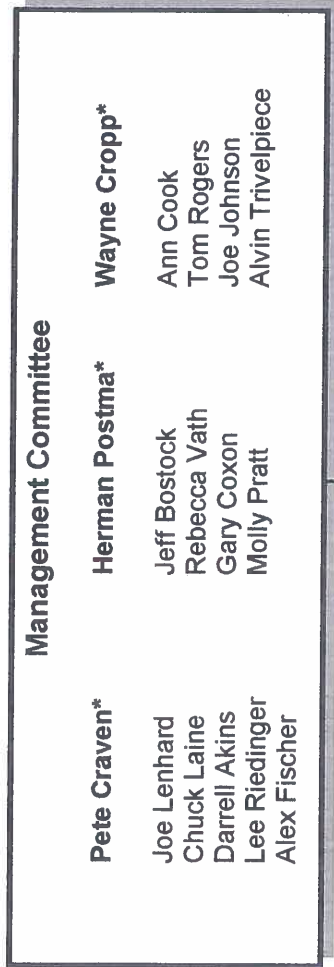 Management Committee
Pete Craven* Herman Postma* Wayne Cropp*
Joe Lenhard Jeff Bostock Ann Cook
Chuck Laine Rebecca Vath Tom Rogers
Darrell Akins Gary Coxon Joe Johnson
Lee Riedinger Molly Pratt Alvin Trivelpiece
Alex Fischer